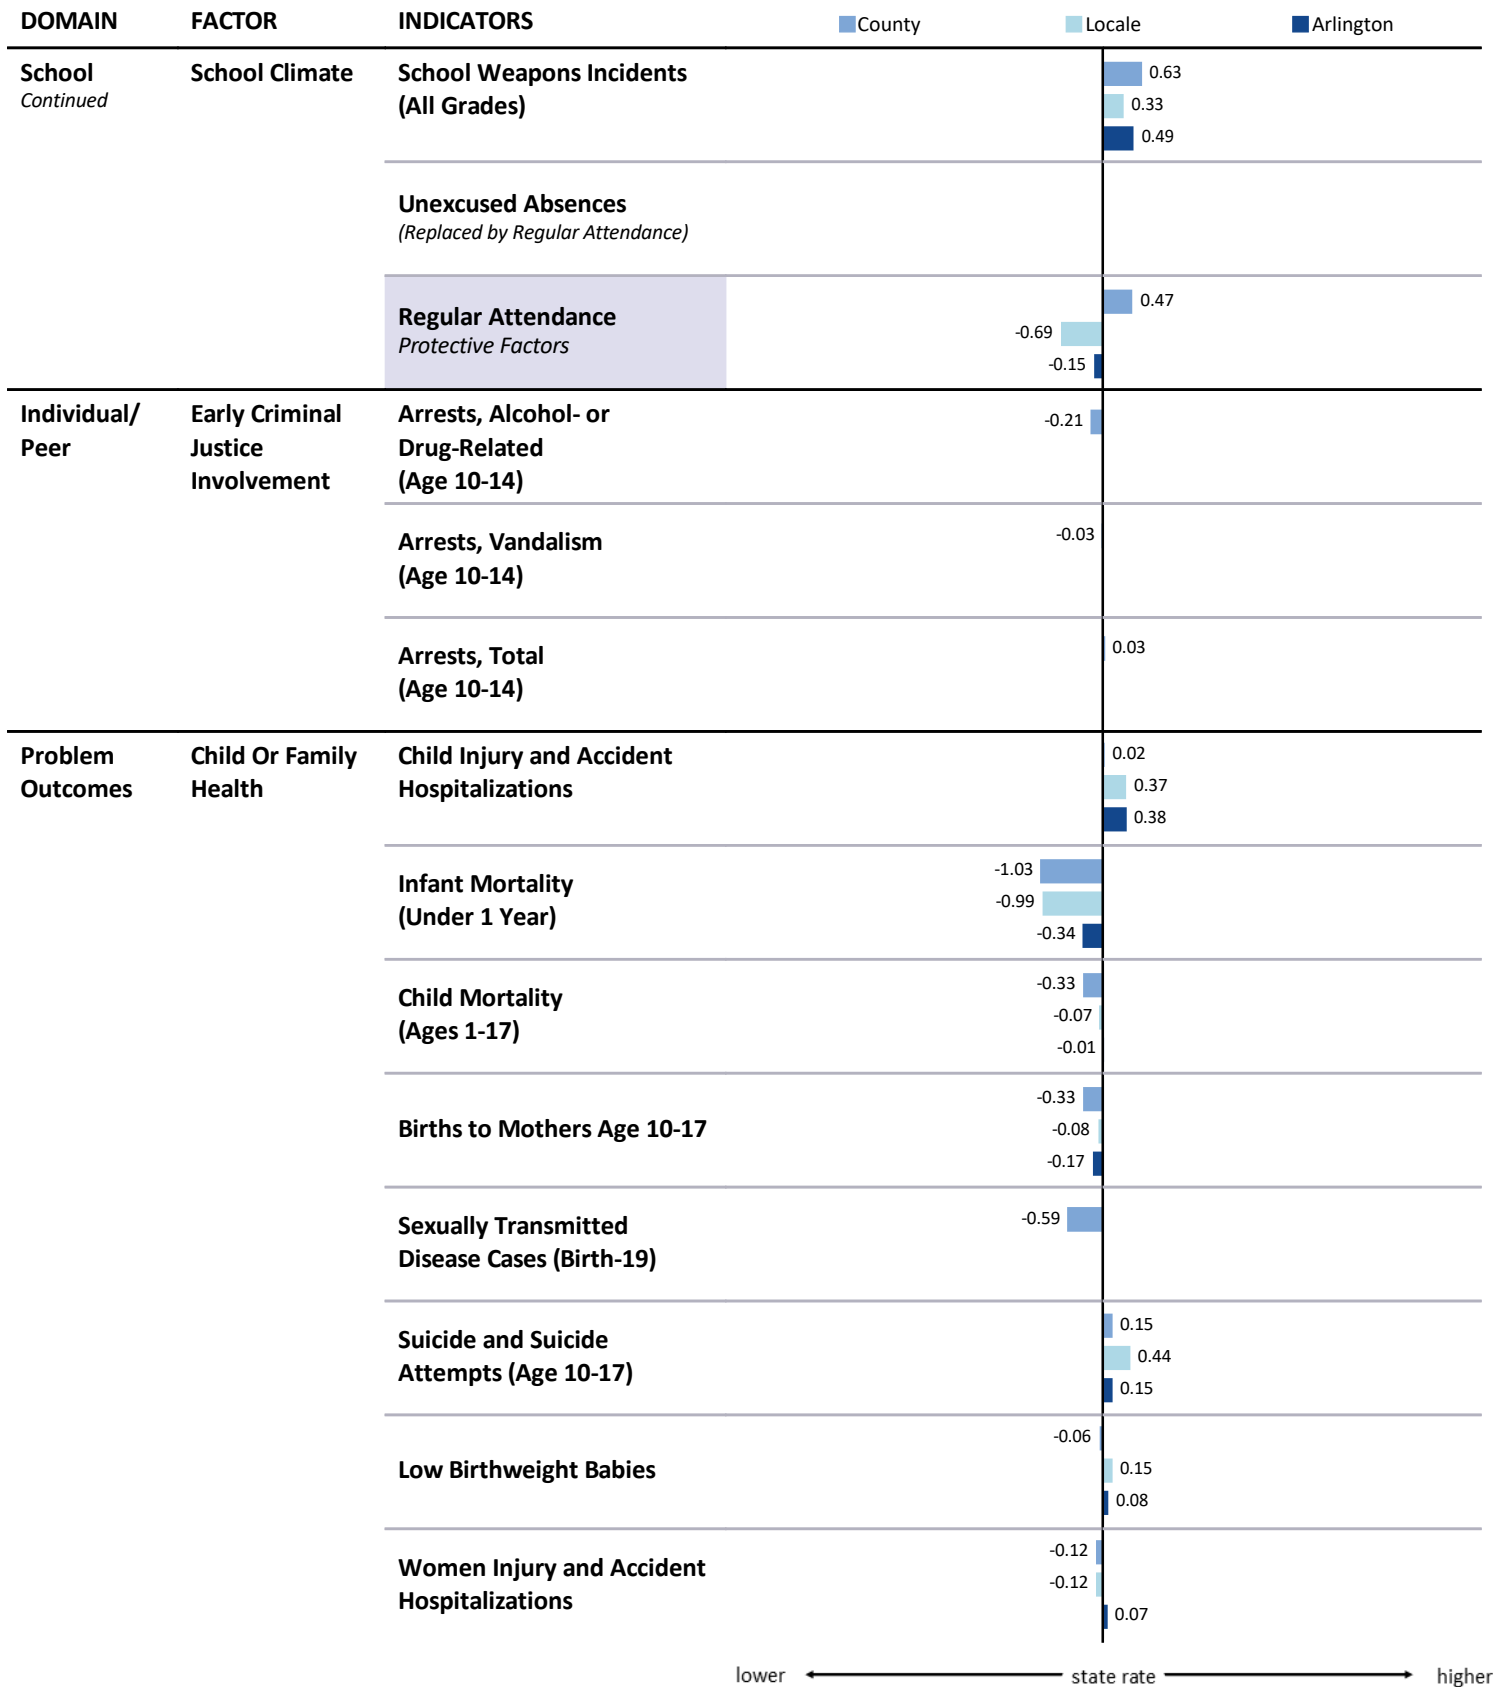 DOMAIN FACTOR INDICATORS County Locale Arlington
School School Climate School Weapons Incidents
Continued (All Grades)
0.63
0.33
0.49
Unexcused Absences
(Replaced by Regular Attendance)
Regular Attendance
Protective Factors
0.47
-0.69
-0.15
Individual/ Early Criminal Arrests, Alcohol- or
Peer Justice Drug-Related
Involvement (Age 10-14)
-0.21
Arrests, Vandalism
(Age 10-14)
-0.03
Arrests, Total
(Age 10-14)
0.03
Problem Child Or Family Child Injury and Accident
Outcomes Health Hospitalizations
0.02
0.37
0.38
Infant Mortality
(Under 1 Year)
-1.03
-0.99
-0.34
Child Mortality
(Ages 1-17)
-0.33
-0.07
-0.01
Births to Mothers Age 10-17
-0.33
-0.08
-0.17
Sexually Transmitted
Disease Cases (Birth-19)
-0.59
Suicide and Suicide
Attempts (Age 10-17)
0.15
0.44
0.15
Low Birthweight Babies
-0.06
0.15
0.08
Women Injury and Accident
Hospitalizations
-0.12
-0.12
0.07
lower state rate higher